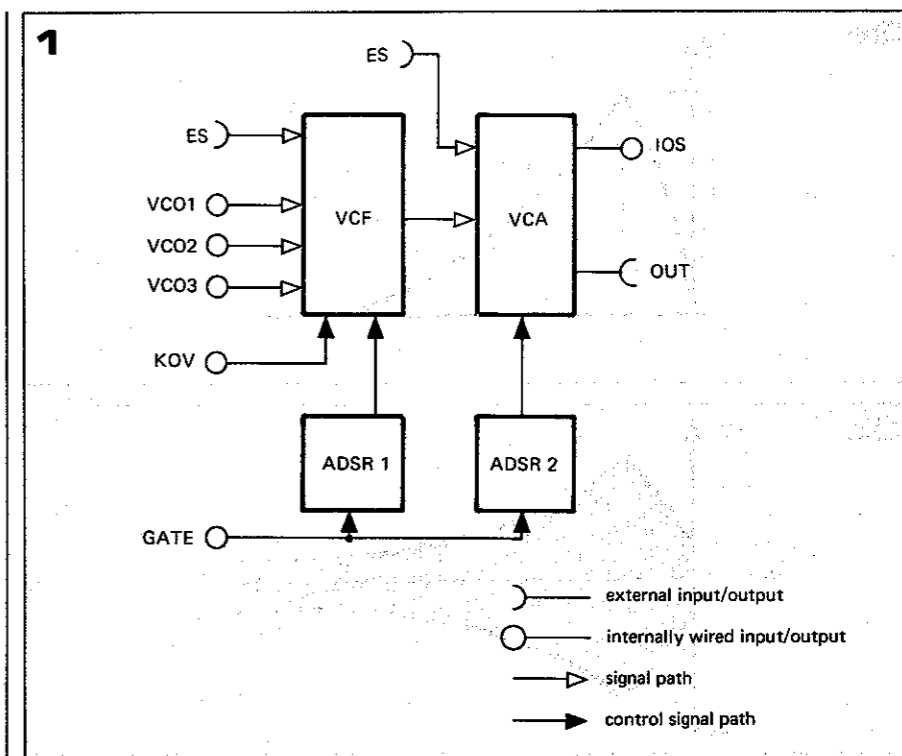 1
ES
ES
IOS
VCO1
VCF
VCA
VCO2
OUT
VCO3
KOV
ADSR 1
ADSR 2
GATE
external input/output
internally wired input/output
signal path
control signal path